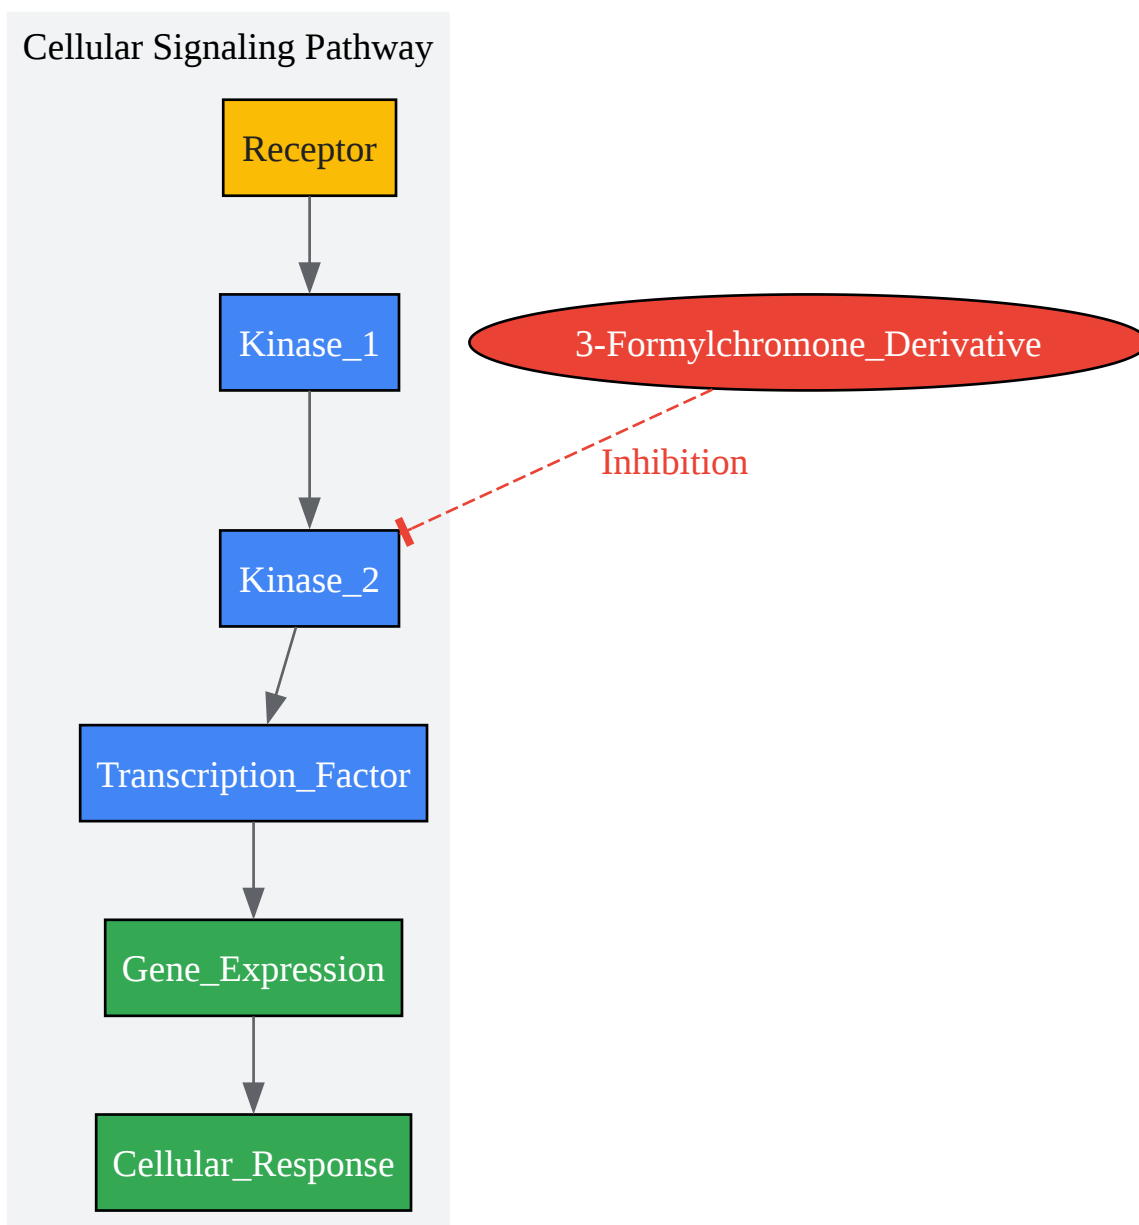 Cellular Signaling Pathway
Receptor
Kinase_1
3-Formylchromone_Derivative
Inhibition
Kinase_2
Transcription_Factor
Gene_Expression
Cellular_Response